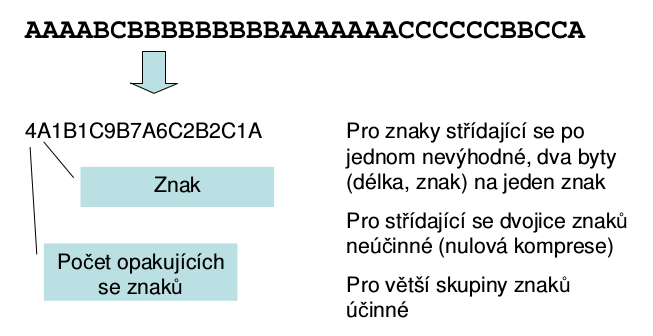 AAAABCBBBBBBBBBAAAAAAACCCCCCBBCCA
4A1B1C9B7A6C2B2C1A
Znak
Počet opakujících
se znaků
Pro znaky střídající se po
jednom nevýhodné, dva byty
(délka, znak) na jeden znak
Pro střídající se dvojice znaků
neúčinné (nulová komprese)
Pro větší skupiny znaků
účinné